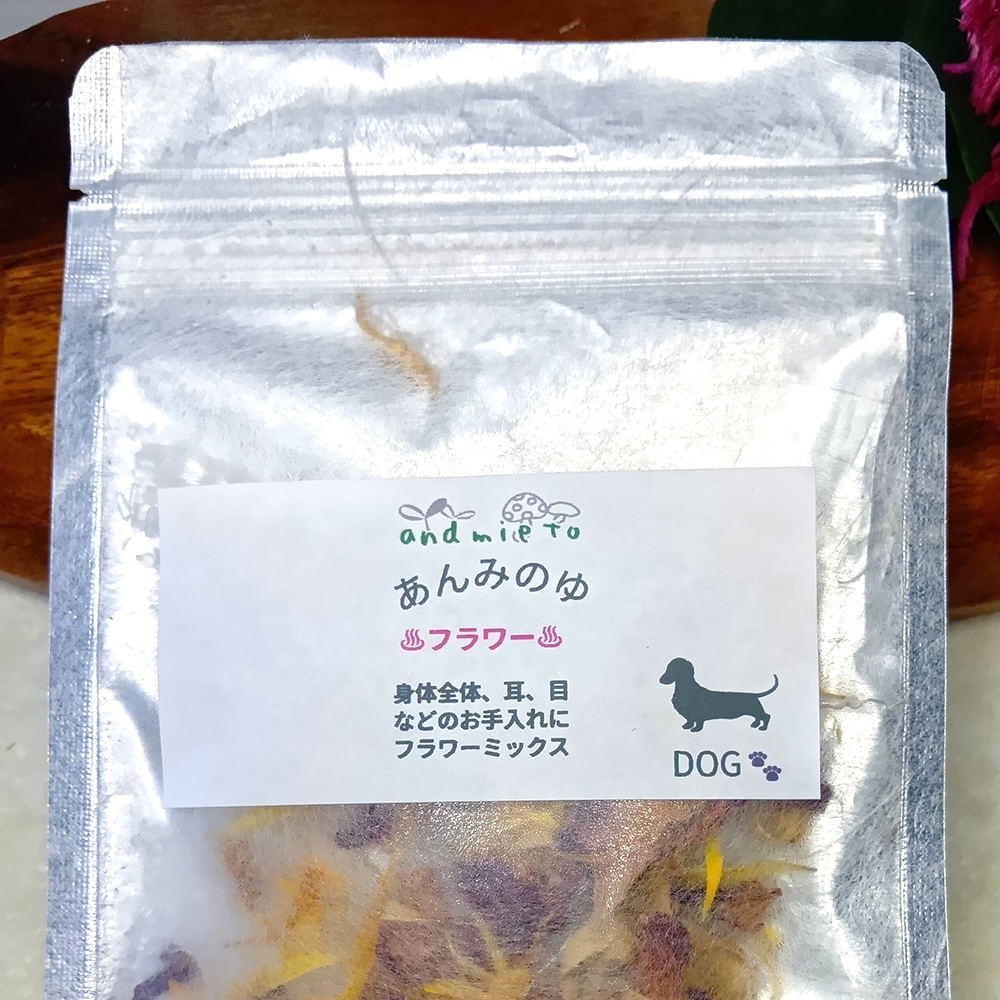 and mie to
あんみのゆ
♨フラワー♨
身体全体、耳、目
などのお手入れに
フラワーミックス
DOG